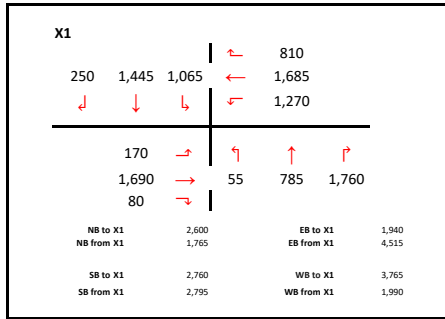 X1
810
250 1,445 1,065 1,685
1,270
170
1,690 55 785 1,760
80
NB to X1 2,600 EB to X1 1,940
NB from X1 1,765 EB from X1 4,515
SB to X1 2,760 WB to X1 3,765
SB from X1 2,795 WB from X1 1,990